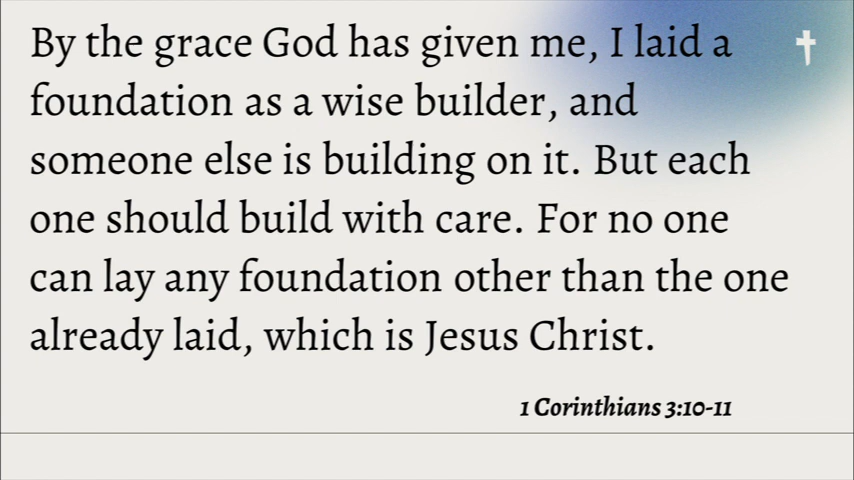 By the grace God has given me, I laid a
foundation as a wise builder, and
someone else is building on it. But each
one should build with care. For no one
can lay any foundation other than the one
already laid, which is Jesus Christ.
1 Corinthians 3:10-11